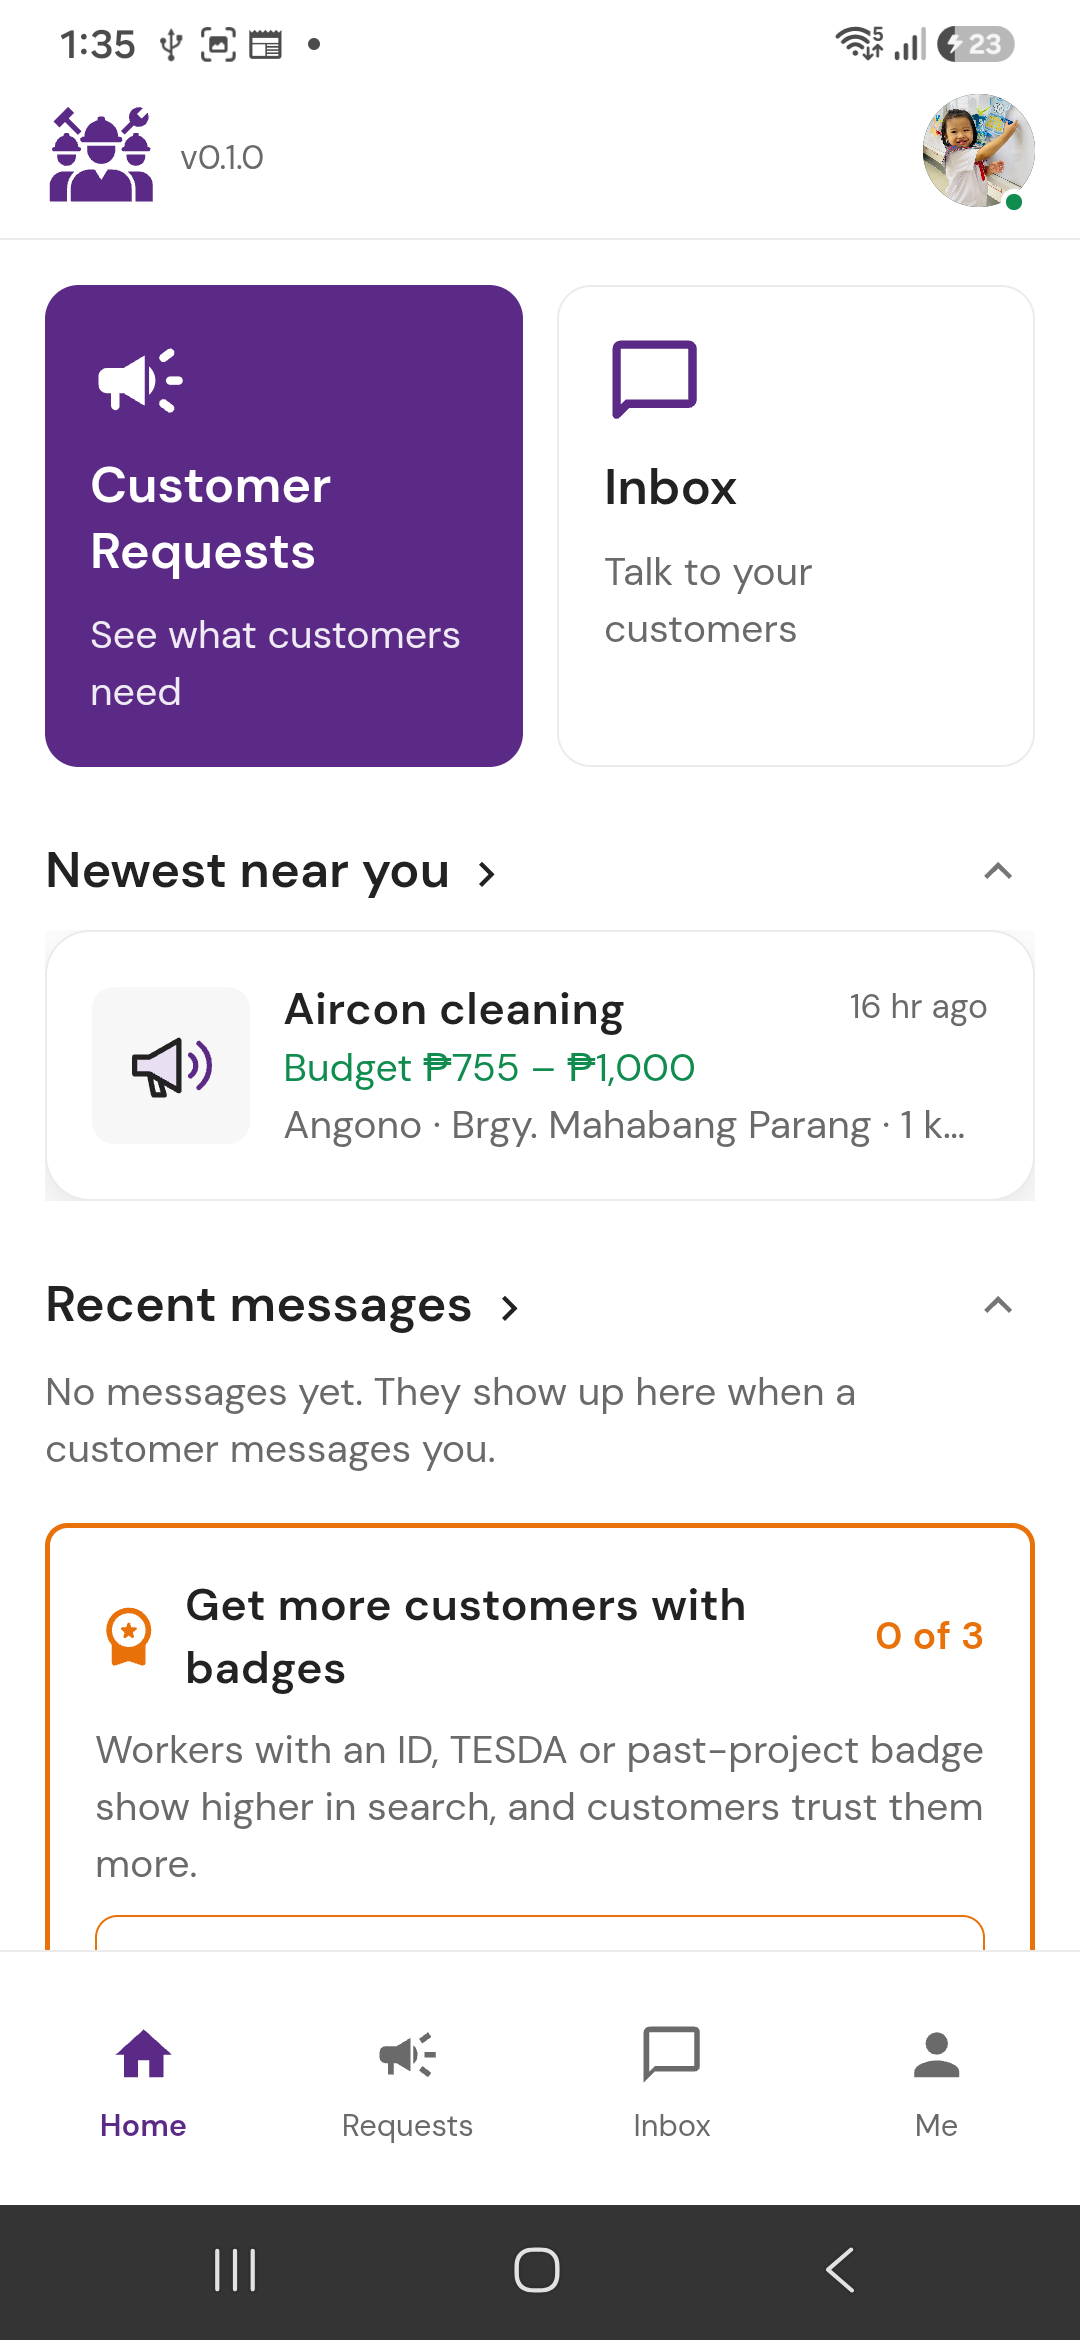 1:35
5
23
v0.1.0
Customer
Requests
See what customers
need
Inbox
Talk to your
customers
Newest near you
Aircon cleaning
16 hr ago
Budget ₱755 – ₱1,000
Angono · Brgy. Mahabang Parang · 1 k...
Recent messages
No messages yet. They show up here when a
customer messages you.
Get more customers with
badges
0 of 3
Workers with an ID, TESDA or past-project badge
show higher in search, and customers trust them
more.
Home
Requests
Inbox
Me